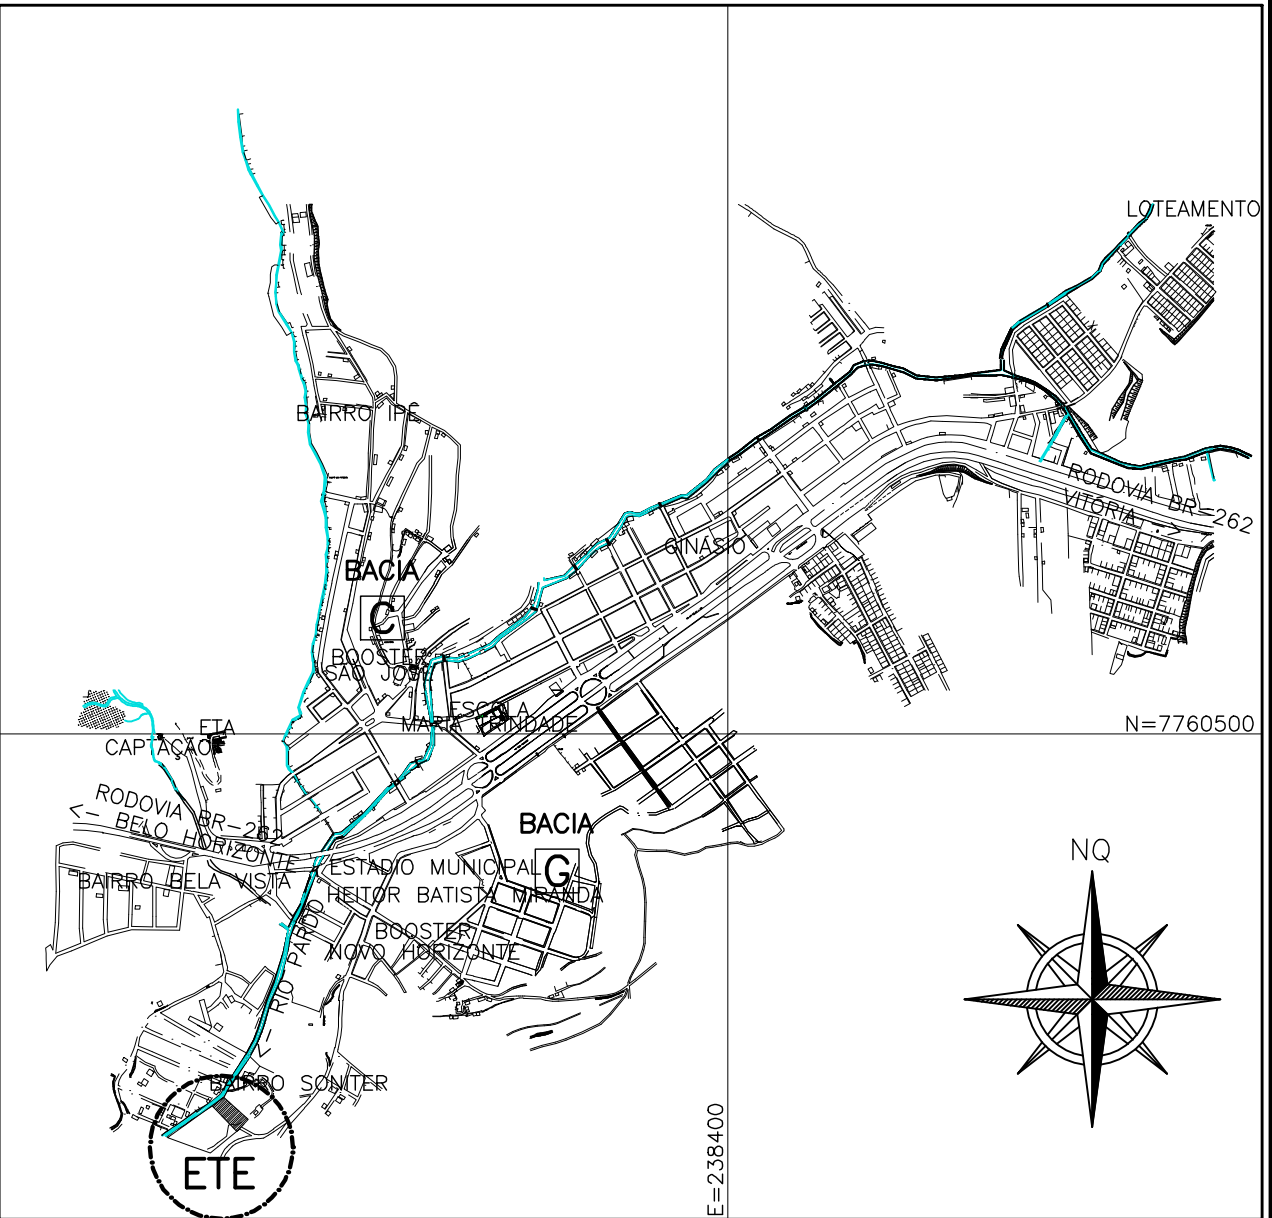 LOTEAMENTO
BAIRRO IPÊ
RODOVIA BR-262
VITÓRIA ->
GINÁSIO
BACIA
C
BOOSTER
SÃO JOSÉ
ESCOLA
MARIA TRINDADE
N=7760500
ETA
CAPTAÇÃO
RODOVIA BR-262
<- BELO HORIZONTE
BACIA
G
NQ
ESTADIO MUNICIPAL
HEITOR BATISTA MIRANDA
BAIRRO BELA VISTA
BOOSTER
NOVO HORIZONTE
<- RIO PARDO
BAIRRO SONITER
E=238400
ETE